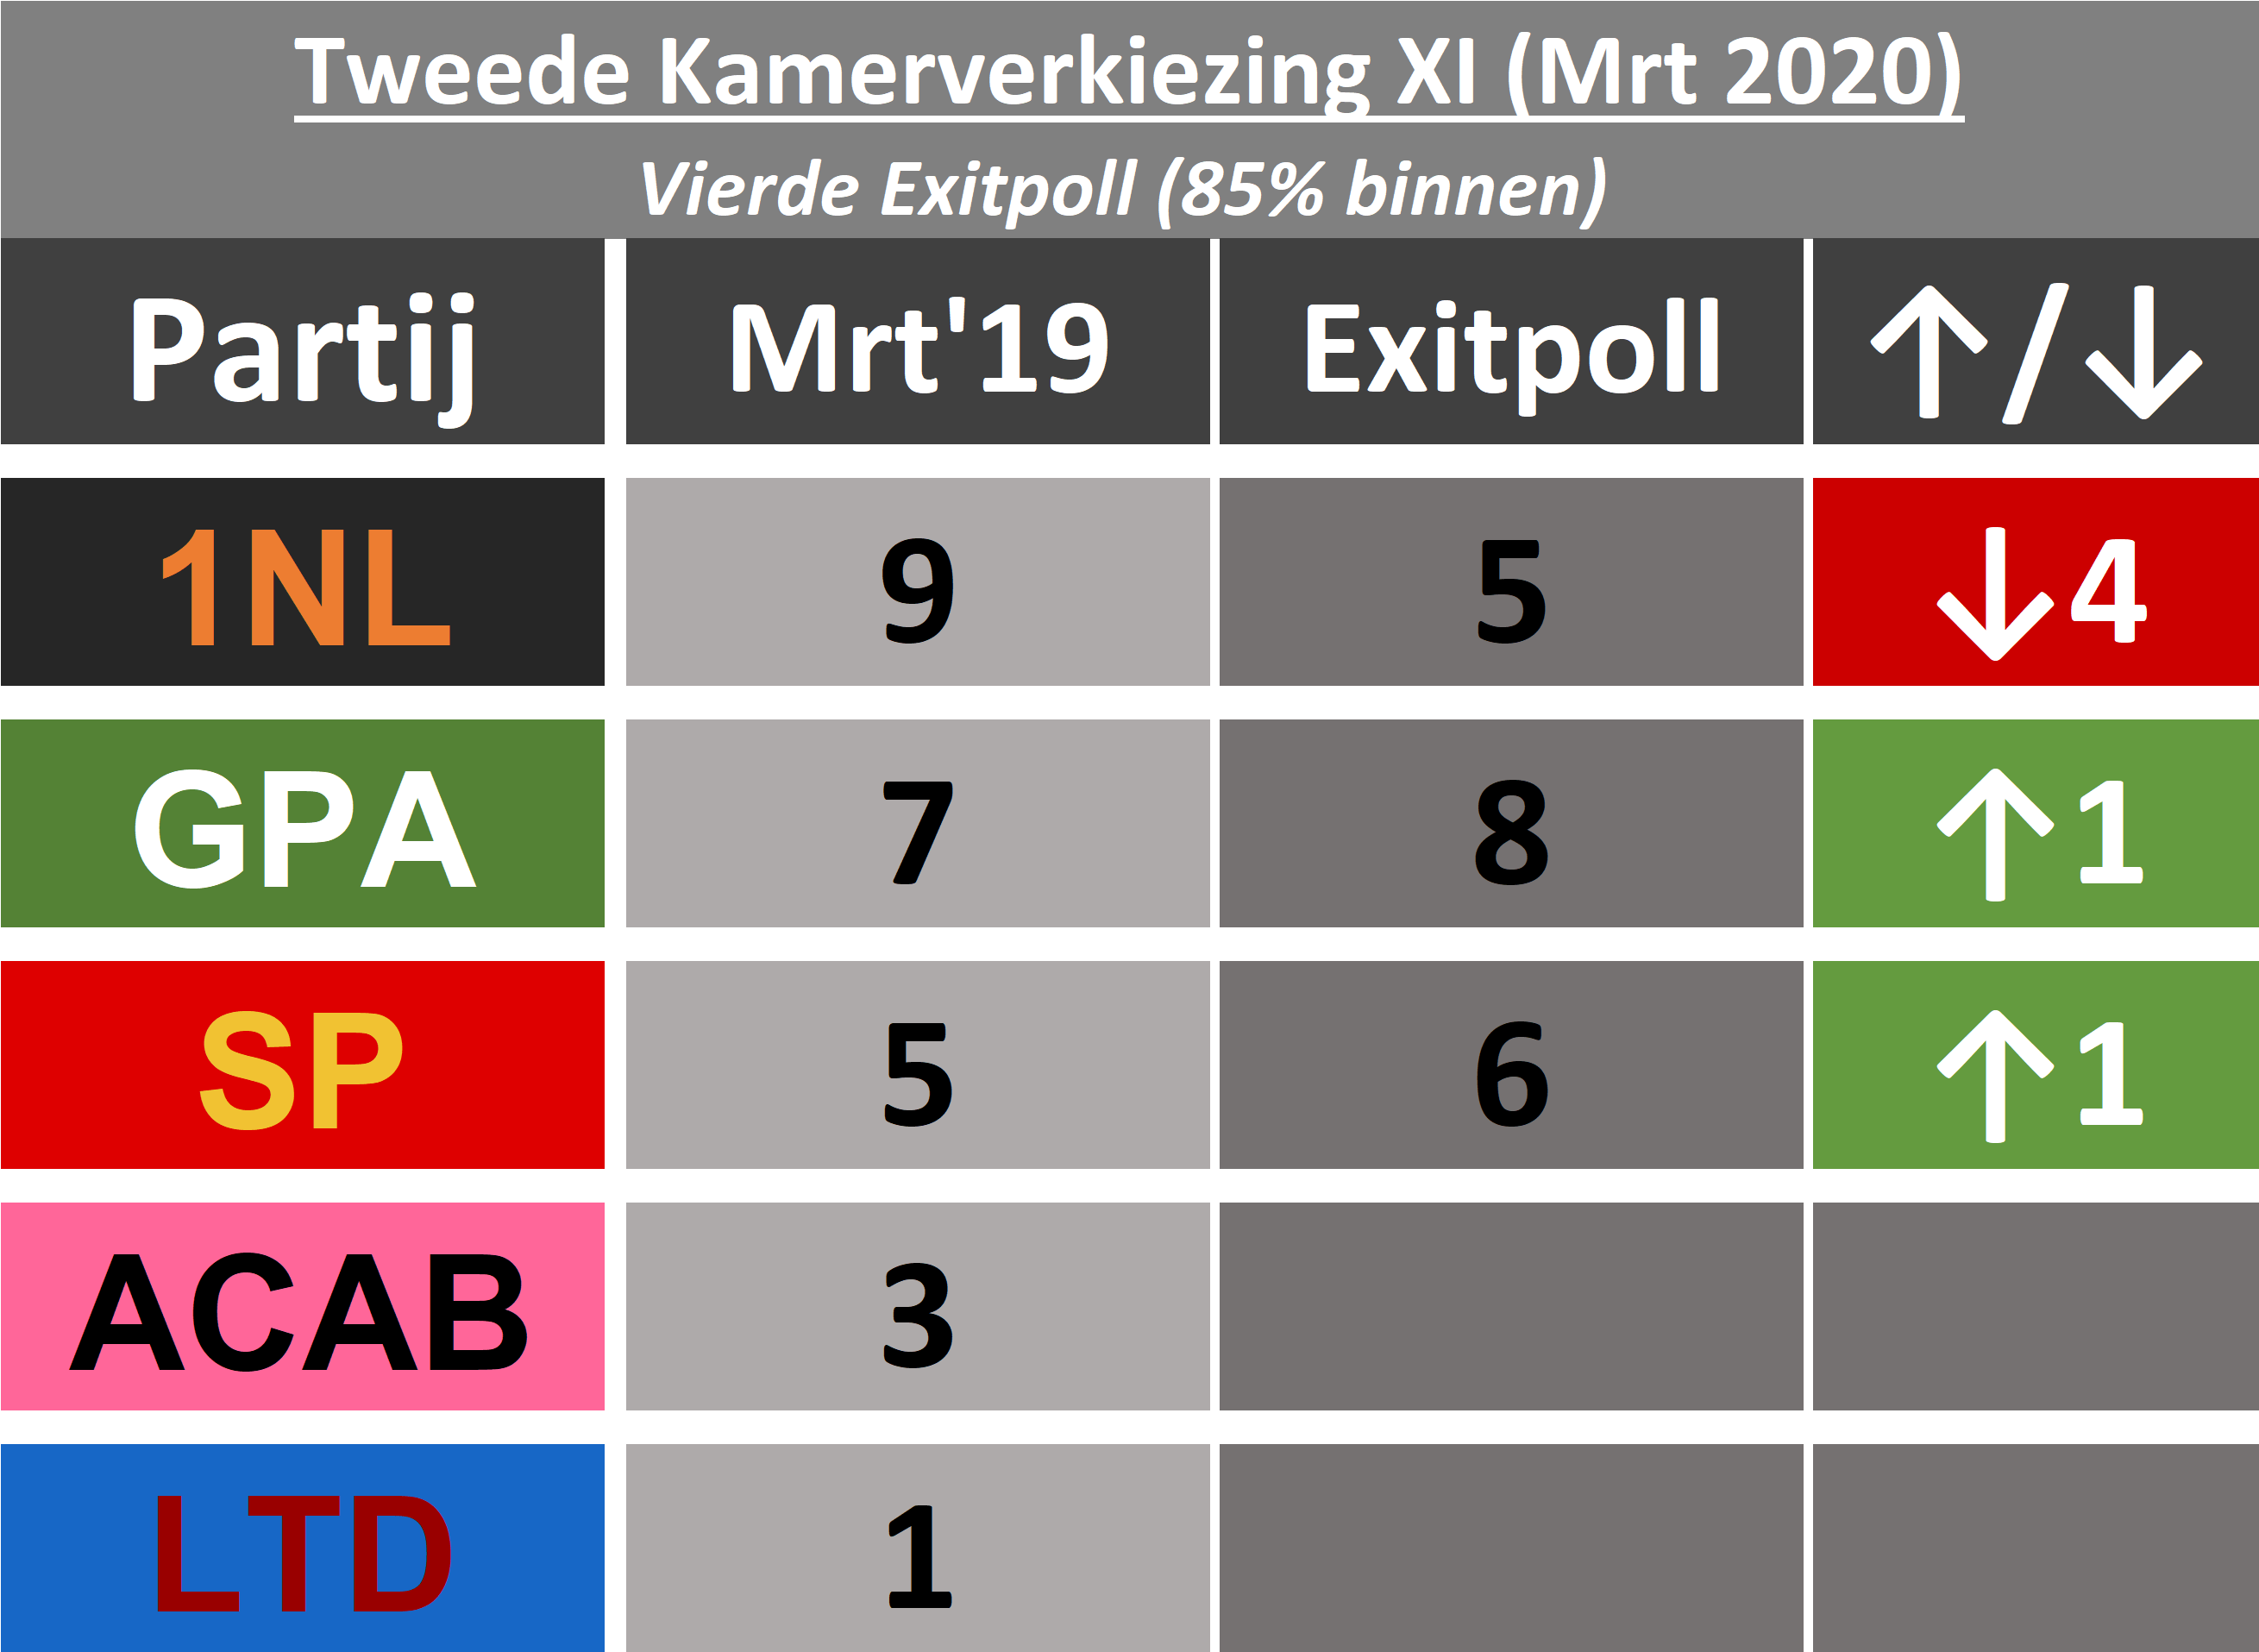 Tweede Kamerverkiezing XI (Mrt 2020)
Vierde Exitpoll (85% binnen)
Partij Mrt'19 Exitpoll ↑/↓
1NL 9 5 ↓4
GPA 7 8 ↑1
SP 5 6 ↑1
ACAB 3
LTD 1